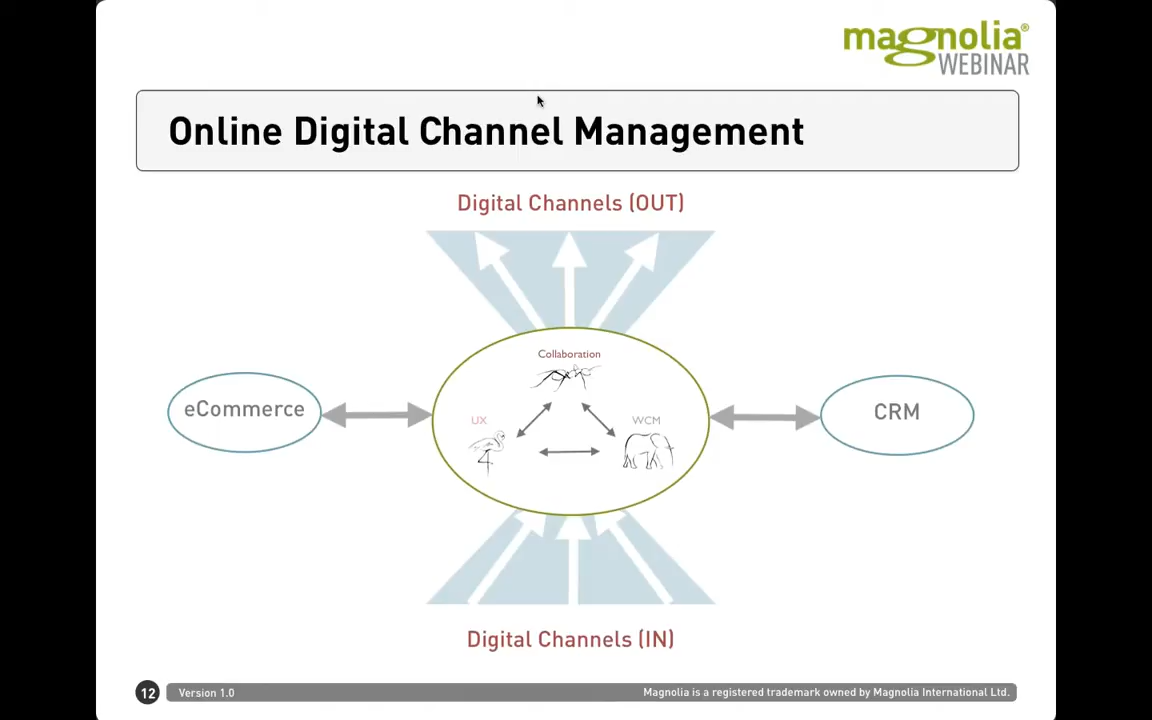 magnolia®
WEBINAR
Online Digital Channel Management
Digital Channels (OUT)
Collaboration
eCommerce
UX
WCM
CRM
Digital Channels (IN)
12
Version 1.0
Magnolia is a registered trademark owned by Magnolia International Ltd.